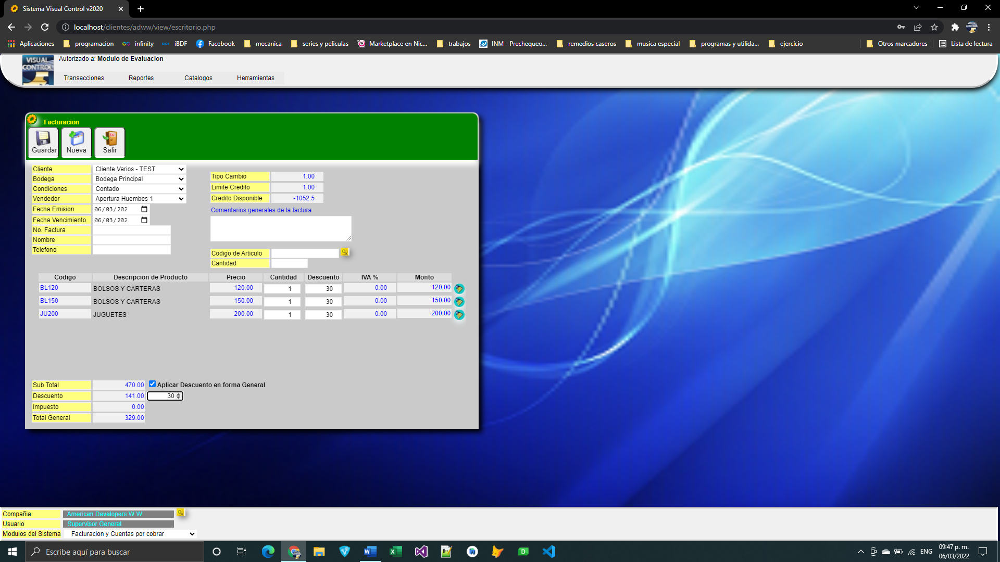 Sistema Visual Control v2020
localhost/clientes/adww/view/escritorio.php
Aplicaciones programacion infinity iBDF Facebook mecanica series y peliculas Marketplace en Nic... trabajos INM - Prechequeo... remedios caseros musica especial programas y utilida... ejercicio Otros marcadores Lista de lectura
VISUAL CONTROL
Autorizado a: Modulo de Evaluacion
Transacciones Reportes Catalogos Herramientas
Facturacion
Guardar Nueva Salir
Cliente Cliente Varios - TEST
Bodega Bodega Principal
Condiciones Contado
Vendedor Apertura Huembes 1
Fecha Emision 06/03/202
Fecha Vencimiento 06/03/202
No. Factura
Nombre
Telefono
Tipo Cambio 1.00
Limite Credito 1.00
Credito Disponible -1052.5
Comentarios generales de la factura
Codigo de Articulo
Cantidad
Codigo Descripcion de Producto Precio Cantidad Descuento IVA % Monto
BL120 BOLSOS Y CARTERAS 120.00 1 30 0.00 120.00
BL150 BOLSOS Y CARTERAS 150.00 1 30 0.00 150.00
JU200 JUGUETES 200.00 1 30 0.00 200.00
Sub Total 470.00 Aplicar Descuento en forma General
Descuento 141.00 30
Impuesto 0.00
Total General 329.00
Compañia American Developers W W
Usuario Supervisor General
Modulos del Sistema Facturacion y Cuentas por cobrar
Escribe aquí para buscar
ENG
09:47 p. m.
06/03/2022